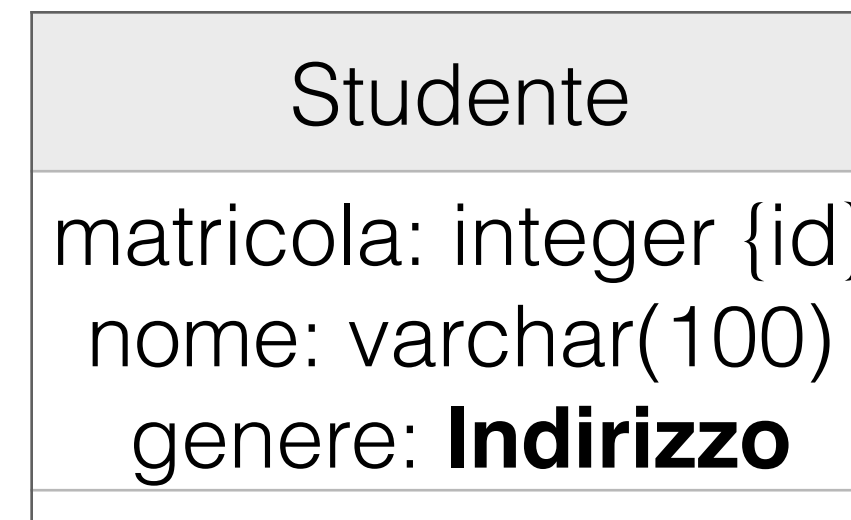 Studente
matricola: integer {id}
nome: varchar(100)
genere: Indirizzo